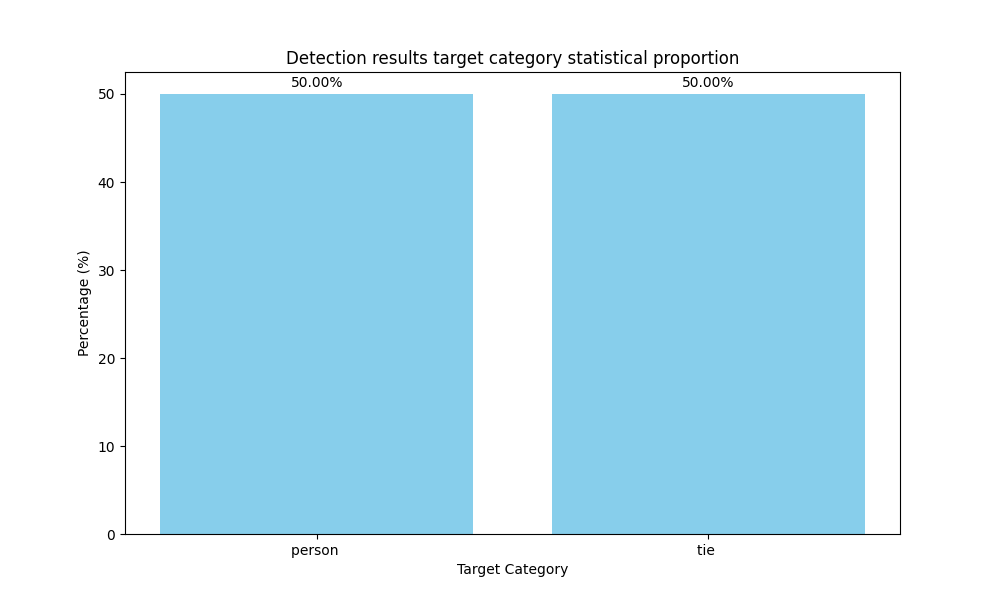 Detection results target category statistical proportion
50.00% 50.00%
50
40
30
20
10
0
Percentage (%)
person tie
Target Category